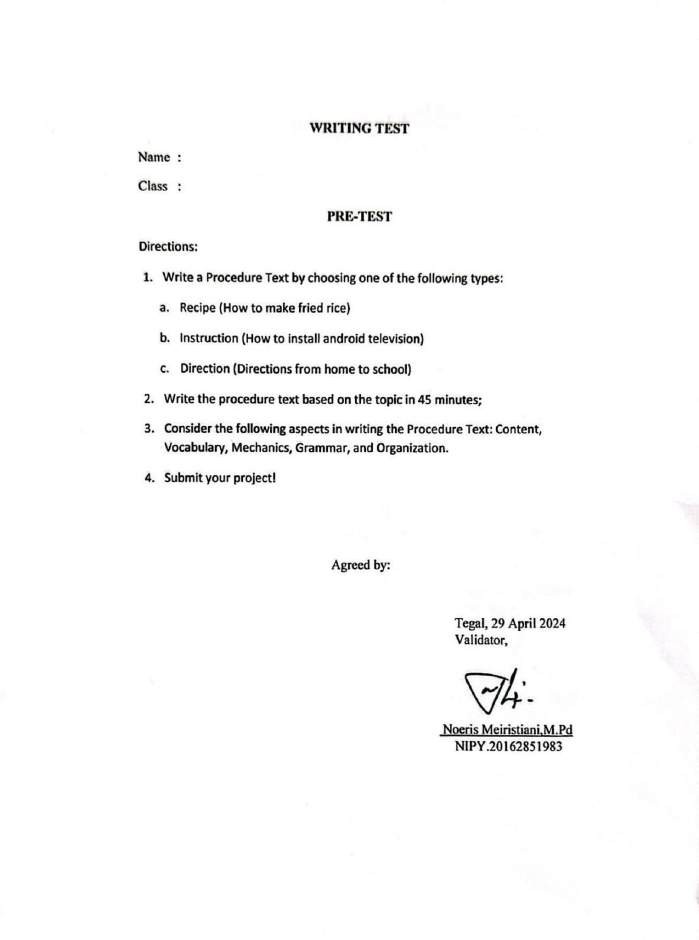 WRITING TEST
Name :
Class :
PRE-TEST
Directions:
1. Write a Procedure Text by choosing one of the following types:
a. Recipe (How to make fried rice)
b. Instruction (How to install android television)
c. Direction (Directions from home to school)
2. Write the procedure text based on the topic in 45 minutes;
3. Consider the following aspects in writing the Procedure Text: Content,
Vocabulary, Mechanics, Grammar, and Organization.
4. Submit your project!
Agreed by:
Tegal, 29 April 2024
Validator,
Noeris Meiristiani,M.Pd
NIPY.20162851983